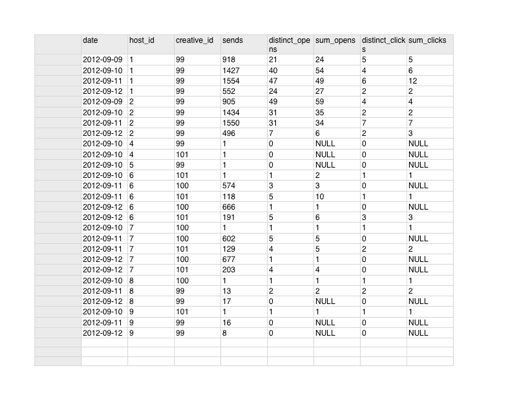 date host_id creative_id sends distinct_ope sum_opens distinct_click sum_clicks
ns s
2012-09-09 1 99 918 21 24 5 5
2012-09-10 1 99 1427 40 54 4 6
2012-09-11 1 99 1554 47 49 6 12
2012-09-12 1 99 552 24 27 2 2
2012-09-09 2 99 905 49 59 4 4
2012-09-10 2 99 1434 31 35 2 2
2012-09-11 2 99 1550 31 34 7 7
2012-09-12 2 99 496 7 6 2 3
2012-09-10 4 99 1 0 NULL 0 NULL
2012-09-10 4 101 1 0 NULL 0 NULL
2012-09-10 5 99 1 0 NULL 0 NULL
2012-09-10 6 101 1 1 2 1 1
2012-09-11 6 100 574 3 3 0 NULL
2012-09-11 6 101 118 5 10 1 1
2012-09-12 6 100 666 1 1 0 NULL
2012-09-12 6 101 191 5 6 3 3
2012-09-10 7 100 1 1 1 1 1
2012-09-11 7 100 602 5 5 0 NULL
2012-09-11 7 101 129 4 5 2 2
2012-09-12 7 100 677 1 1 0 NULL
2012-09-12 7 101 203 4 4 0 NULL
2012-09-10 8 100 1 1 1 1 1
2012-09-11 8 99 13 2 2 2 2
2012-09-12 8 99 17 0 NULL 0 NULL
2012-09-10 9 101 1 1 1 1 1
2012-09-11 9 99 16 0 NULL 0 NULL
2012-09-12 9 99 8 0 NULL 0 NULL